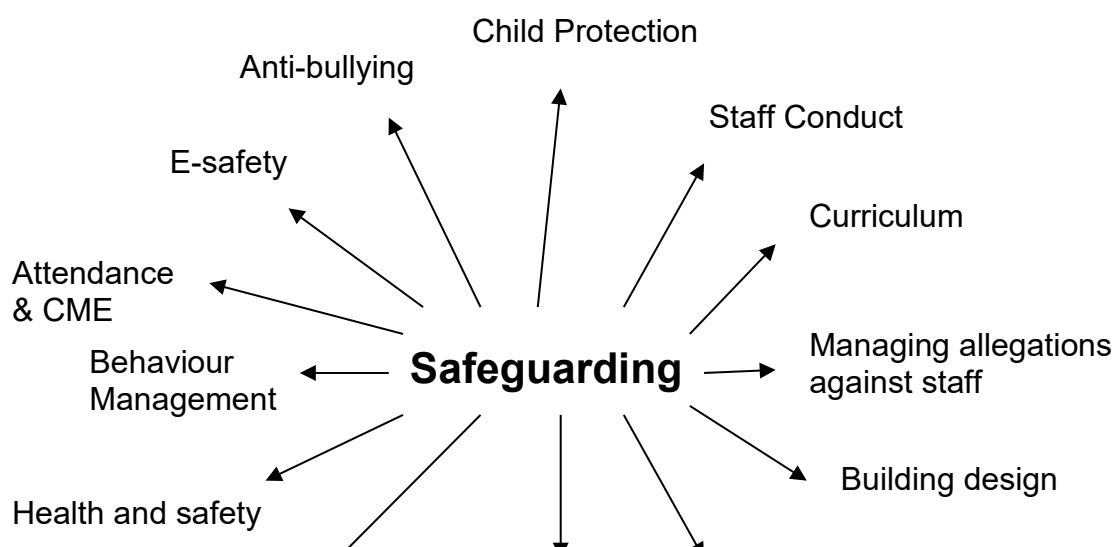 Child Protection
Anti-bullying
Staff Conduct
E-safety
Curriculum
Attendance
& CME
Safeguarding
Behaviour
Management
Managing allegations
against staff
Building design
Health and safety